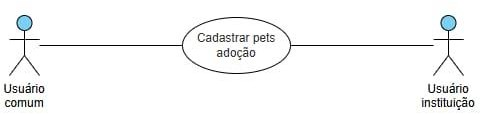 Cadastrar pets
adoção
Usuário
comum
Usuário
instituição